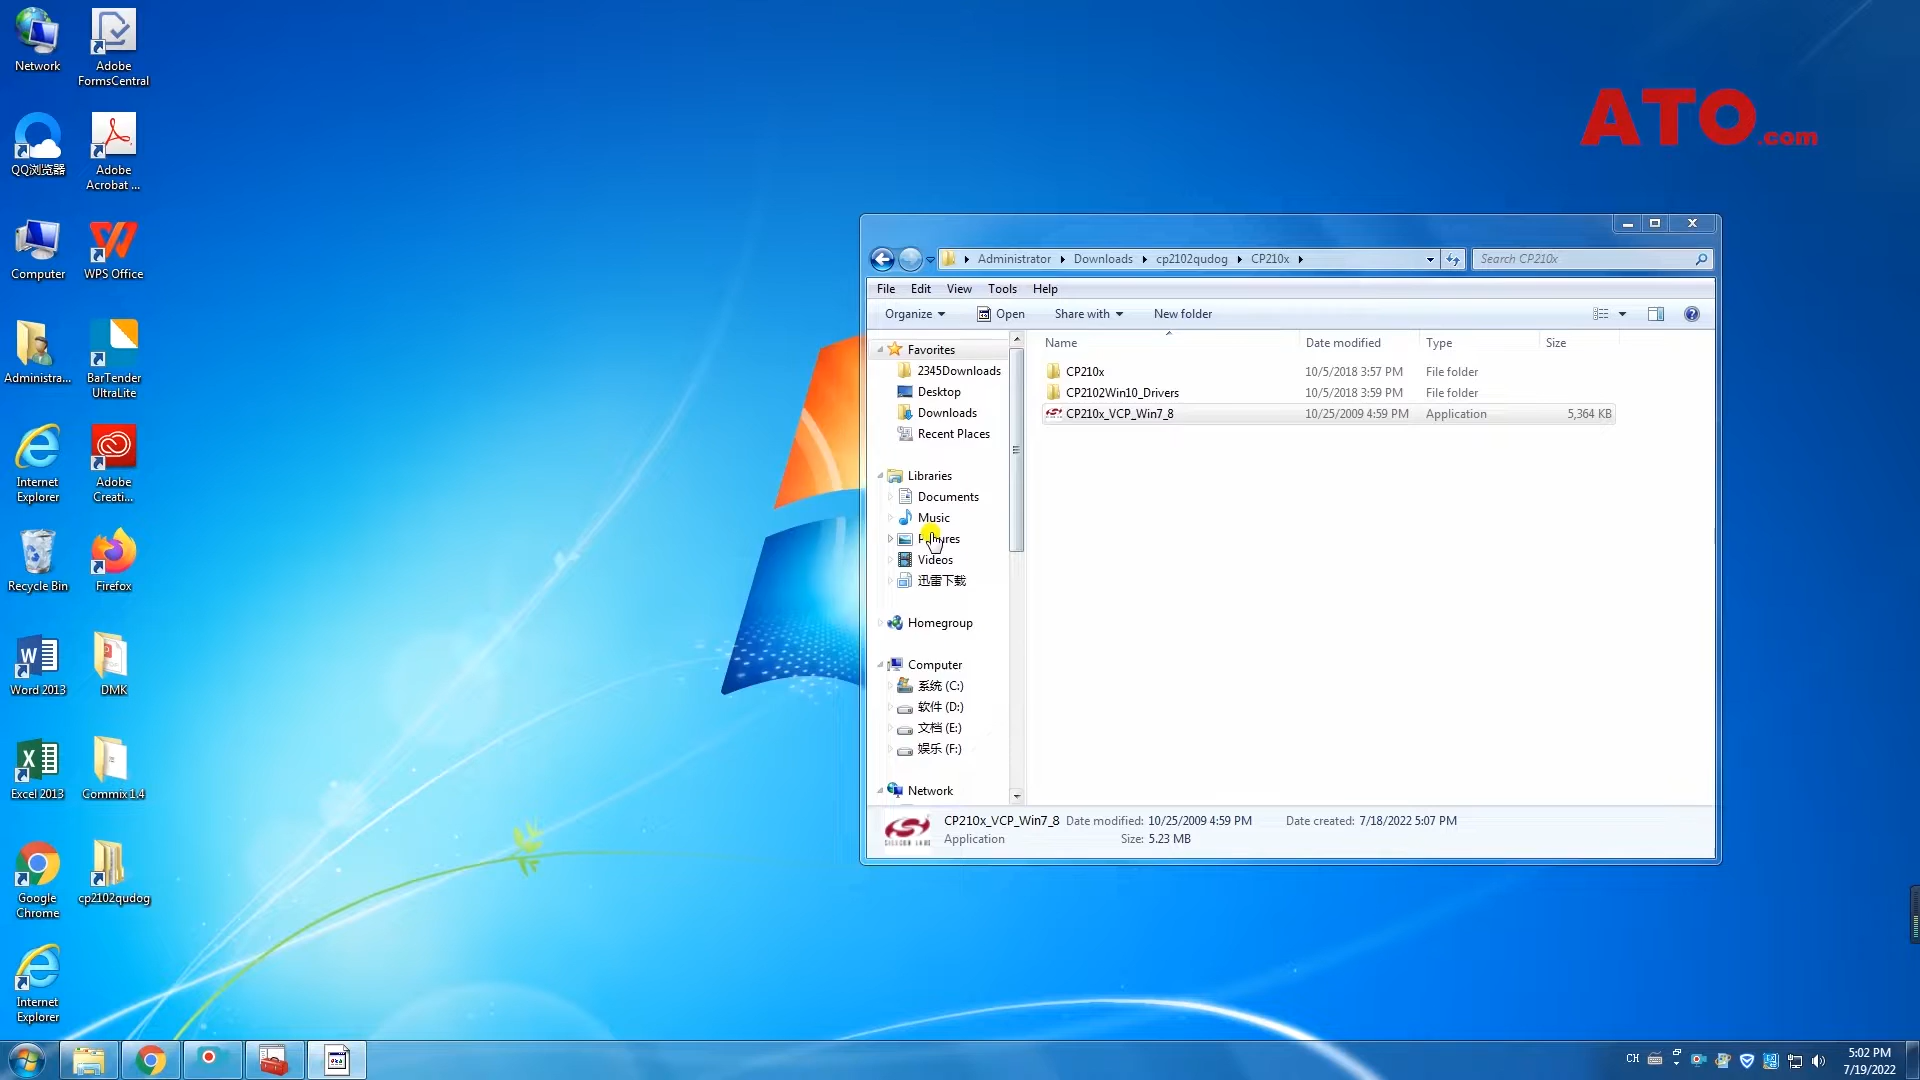 Network
Adobe
FormsCentral
QQ浏览器
Adobe
Acrobat ...
Computer
WPS Office
Administra...
BarTender
UltraLite
Internet
Explorer
Adobe
Creati...
Recycle Bin
Firefox
Word 2013
DMK
Excel 2013
Commix 1.4
Google
Chrome
cp2102qudog
Internet
Explorer
ATO.com
Administrator
Downloads
cp2102qudog
CP210x
Search CP210x
File
Edit
View
Tools
Help
Organize
Open
Share with
New folder
Favorites
2345Downloads
Desktop
Downloads
Recent Places
Libraries
Documents
Music
Videos
迅雷下载
Homegroup
Computer
系统 (C:)
软件 (D:)
文档 (E:)
娱乐 (F:)
Network
Name
Date modified
Type
Size
CP210x
10/5/2018 3:57 PM
File folder
CP2102Win10_Drivers
10/5/2018 3:59 PM
File folder
CP210x_VCP_Win7_8
10/25/2009 4:59 PM
Application
5,364 KB
CP210x_VCP_Win7_8
Date modified: 10/25/2009 4:59 PM
Date created: 7/18/2022 5:07 PM
Application
Size: 5.23 MB
CH
5:02 PM
7/19/2022